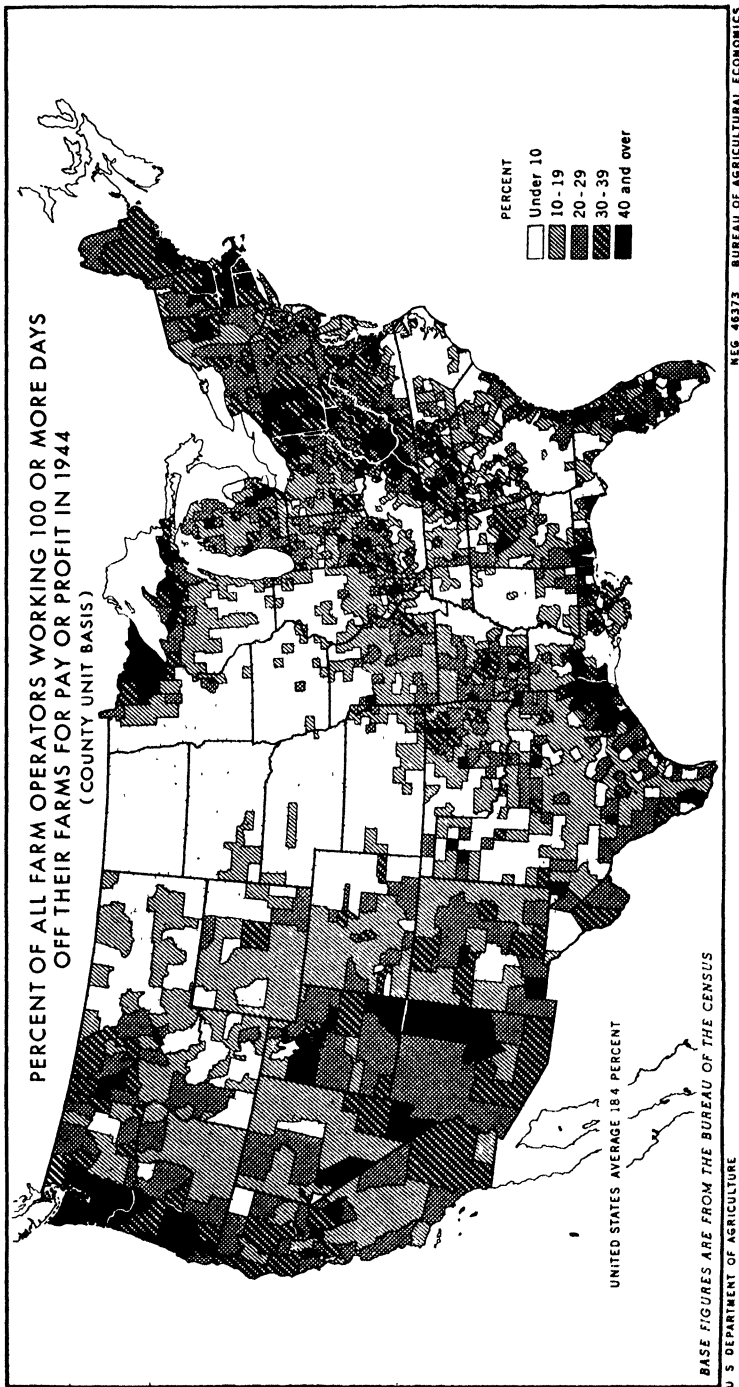 PERCENT OF ALL FARM OPERATORS WORKING 100 OR MORE DAYS
OFF THEIR FARMS FOR PAY OR PROFIT IN 1944
(COUNTY UNIT BASIS)
PERCENT
Under 10
10-19
20-29
30-39
40 and over
UNITED STATES AVERAGE 18 4 PERCENT
BASE FIGURES ARE FROM THE BUREAU OF THE CENSUS
U S DEPARTMENT OF AGRICULTURE
NEG 46373 BUREAU OF AGRICULTURAL ECONOMICS